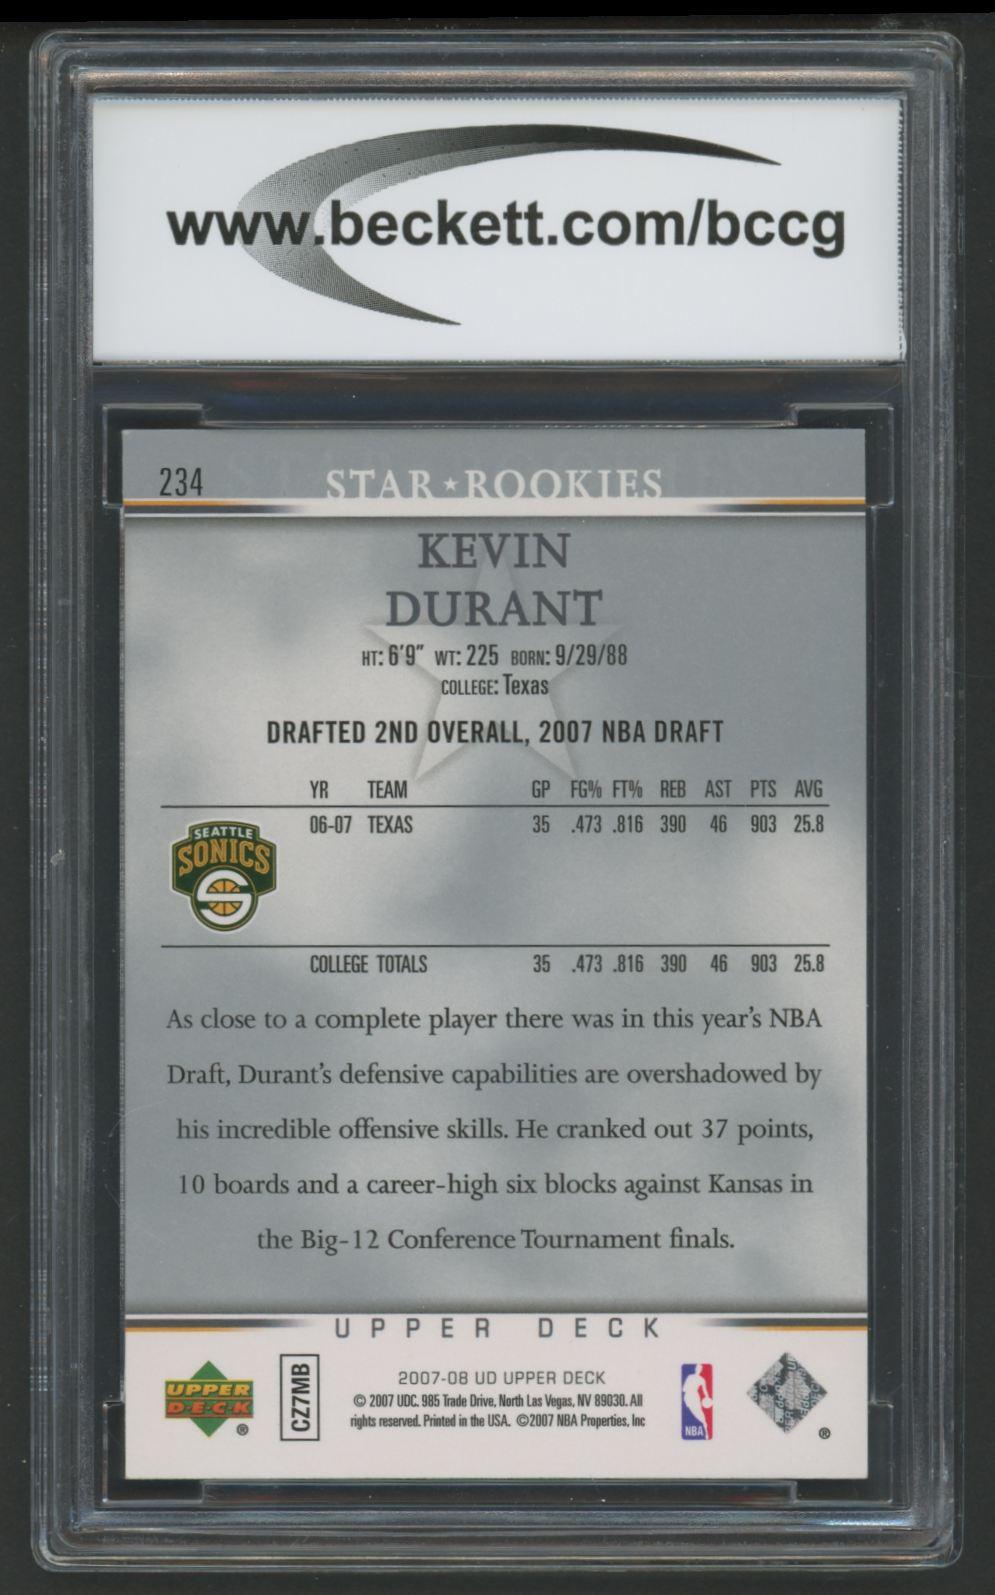 www.beckett.com/bccg
234
STAR★ROOKIES
KEVIN
DURANT
HT: 6'9" WT: 225 BORN: 9/29/88
COLLEGE: Texas
DRAFTED 2ND OVERALL, 2007 NBA DRAFT
YR TEAM GP FG% FT% REB AST PTS AVG
06-07 TEXAS 35 .473 .816 390 46 903 25.8
SEATTLE
SONICS
COLLEGE TOTALS 35 .473 .816 390 46 903 25.8
As close to a complete player there was in this year's NBA
Draft, Durant's defensive capabilities are overshadowed by
his incredible offensive skills. He cranked out 37 points,
10 boards and a career-high six blocks against Kansas in
the Big-12 Conference Tournament finals.
UPPER DECK
UPPER
D-E-C-K
®
CZ7MB
2007-08 UD UPPER DECK
© 2007 UDC. 985 Trade Drive, North Las Vegas, NV 89030. All
rights reserved. Printed in the USA. ©2007 NBA Properties, Inc
NBA
®